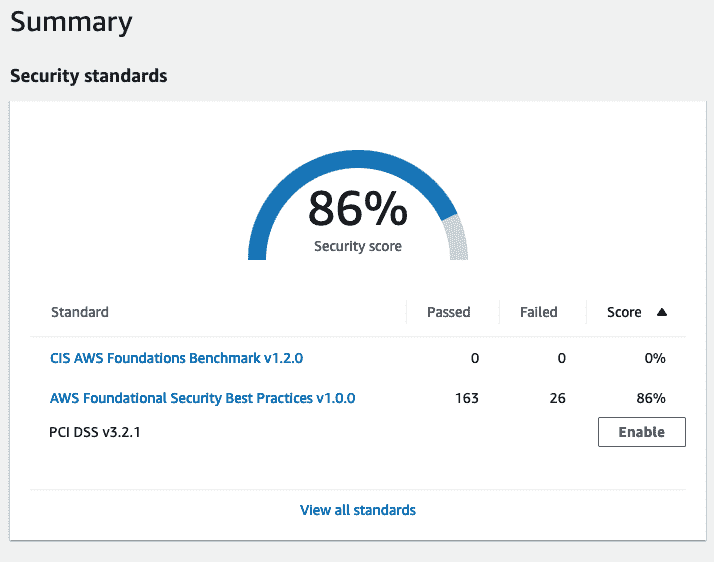 Summary
Security standards
86%
Security score
Standard Passed Failed Score ▲
CIS AWS Foundations Benchmark v1.2.0 0 0 0%
AWS Foundational Security Best Practices v1.0.0 163 26 86%
PCI DSS v3.2.1 Enable
View all standards